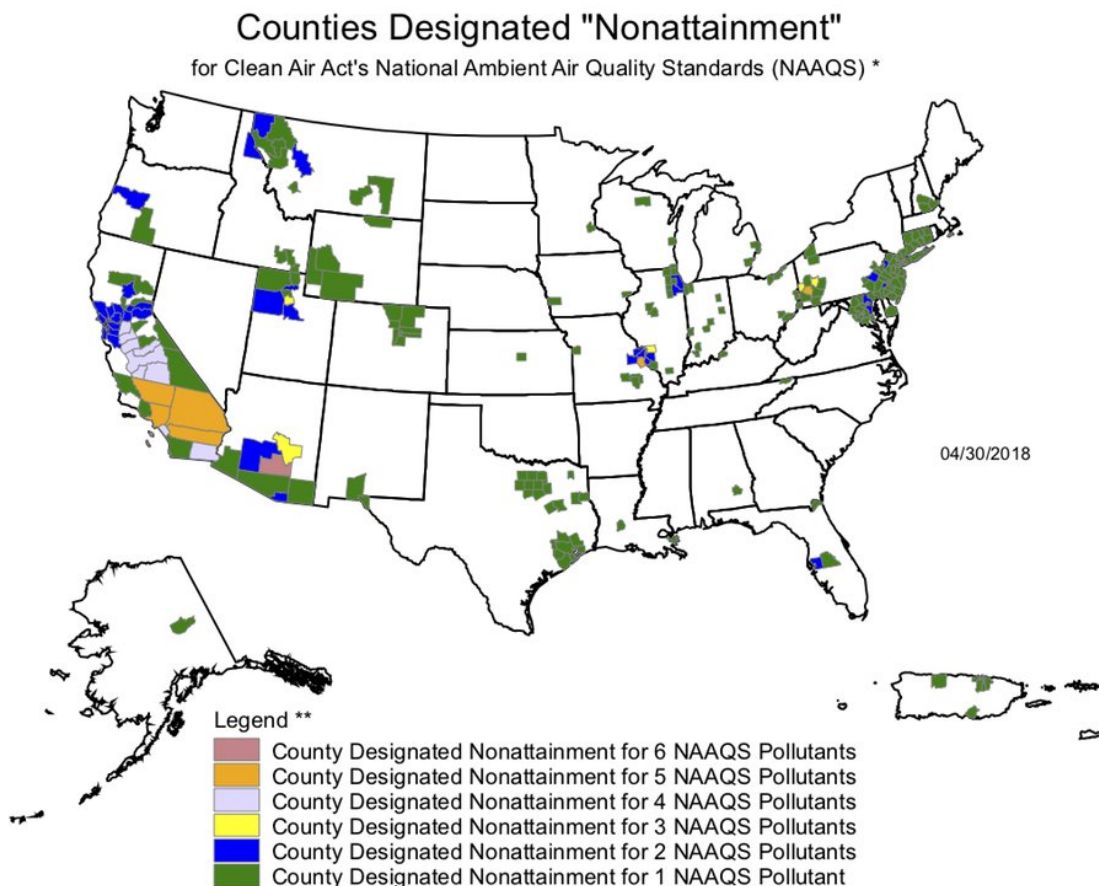 Counties Designated "Nonattainment"
for Clean Air Act's National Ambient Air Quality Standards (NAAQS) *
04/30/2018
Legend **
County Designated Nonattainment for 6 NAAQS Pollutants
County Designated Nonattainment for 5 NAAQS Pollutants
County Designated Nonattainment for 4 NAAQS Pollutants
County Designated Nonattainment for 3 NAAQS Pollutants
County Designated Nonattainment for 2 NAAQS Pollutants
County Designated Nonattainment for 1 NAAQS Pollutant